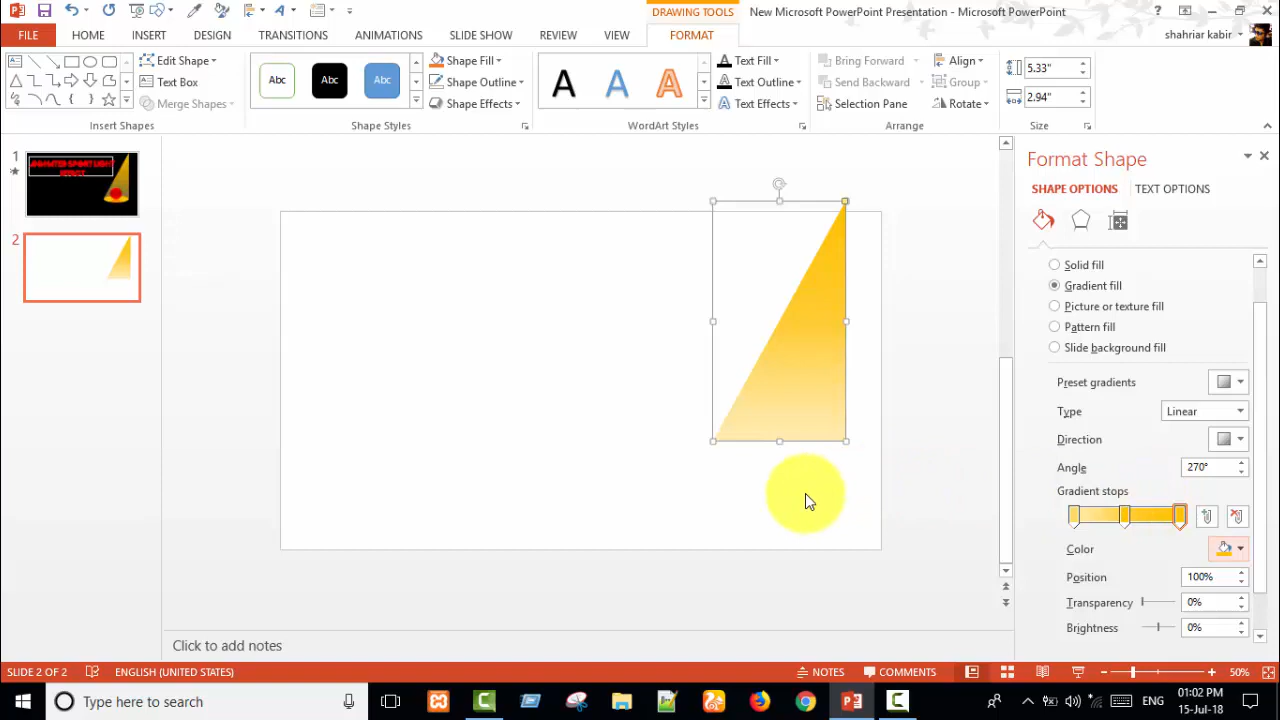 DRAWING TOOLS
New Microsoft PowerPoint Presentation - Microsoft PowerPoint
?
FILE HOME INSERT DESIGN TRANSITIONS ANIMATIONS SLIDE SHOW REVIEW VIEW FORMAT
shahriar kabir
Edit Shape
Text Box
Merge Shapes
Insert Shapes
Abc Abc Abc
Shape Fill
Shape Outline
Shape Effects
Shape Styles
A A A
Text Fill
Text Outline
Text Effects
WordArt Styles
Bring Forward
Send Backward
Selection Pane
Align
Group
Rotate
Arrange
5.33"
2.94"
Size
1
2
Format Shape
SHAPE OPTIONS TEXT OPTIONS
Solid fill
Gradient fill
Picture or texture fill
Pattern fill
Slide background fill
Preset gradients
Type Linear
Direction
Angle 270°
Gradient stops
Color
Position 100%
Transparency 0%
Brightness 0%
Click to add notes
SLIDE 2 OF 2 ENGLISH (UNITED STATES) NOTES COMMENTS 50%
Type here to search
ENG
01:02 PM
15-Jul-18